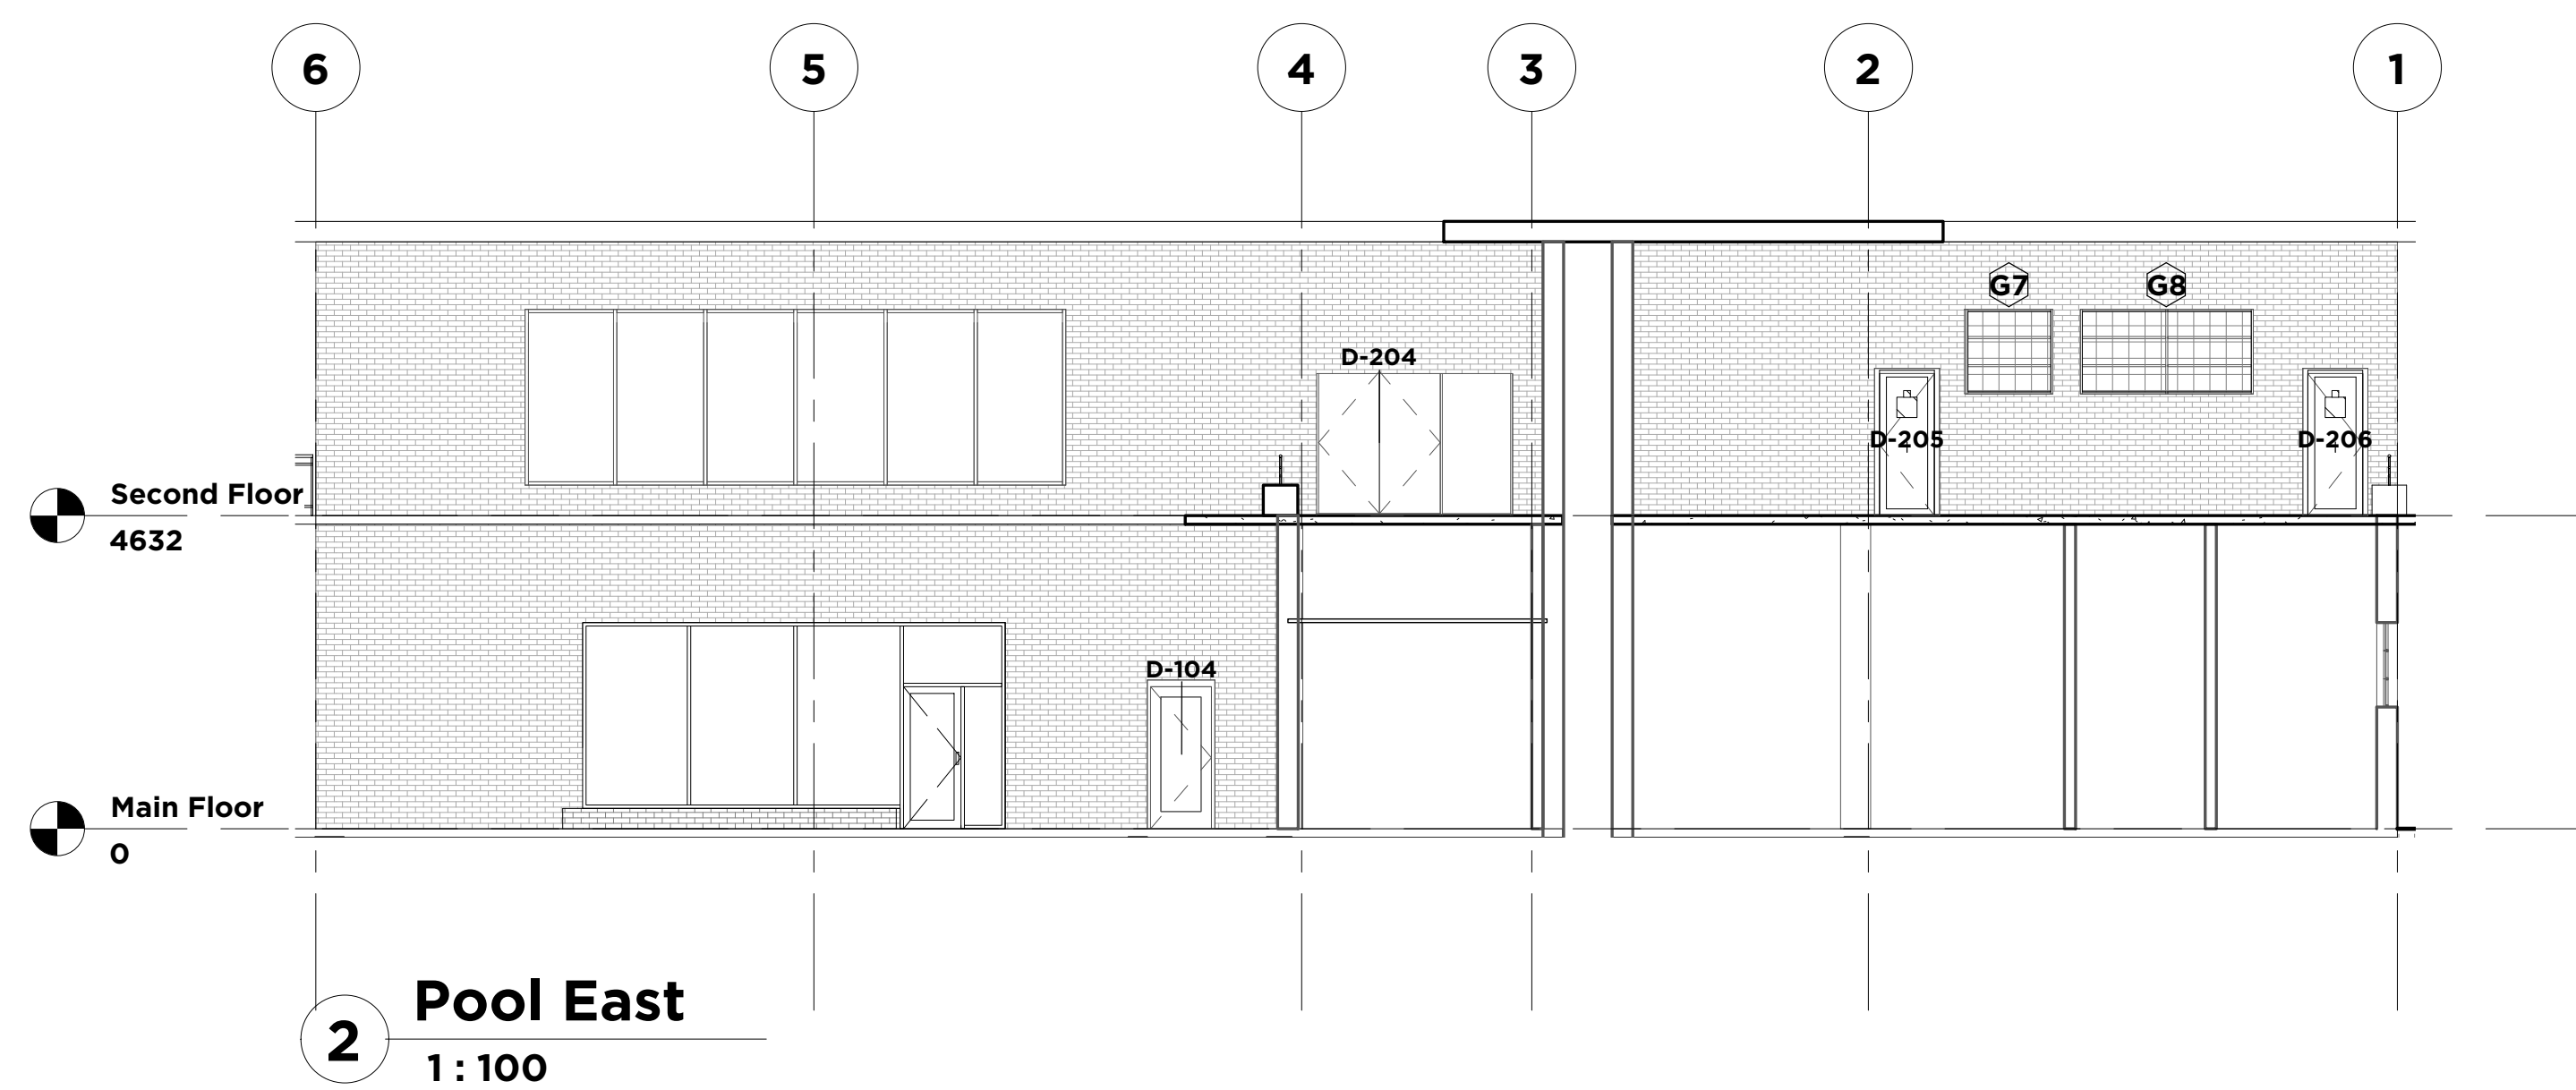 6
5
4
3
2
1
G7
G8
D-204
D-205
D-206
Second Floor
4632
D-104
Main Floor
0
2
Pool East
1 : 100